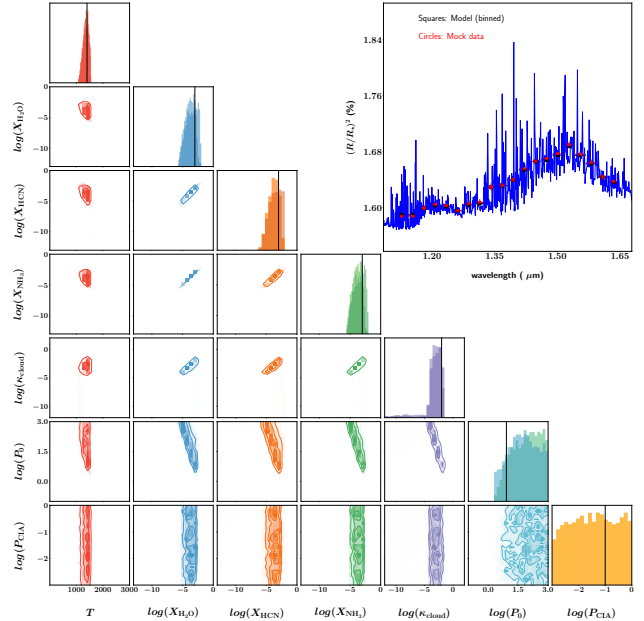 Squares: Model (binned)
Circles: Mock data
(R/R*)² (%)
1.84
1.76
1.68
1.60
1.20 1.35 1.50 1.65
wavelength ( μm)
log(X_H₂O)
0
−5
−10
log(X_HCN)
0
−5
−10
log(X_NH₃)
0
−5
−10
log(κ_cloud)
0
−5
−10
log(P₀)
3.0
1.5
0.0
log(P_CIA)
0
−1
−2
1000 2000 3000
−10 −5 0
−10 −5 0
−10 −5 0
−10 −5 0
0.0 1.5 3.0
−2 −1 0
T log(X_H₂O) log(X_HCN) log(X_NH₃) log(κ_cloud) log(P₀) log(P_CIA)